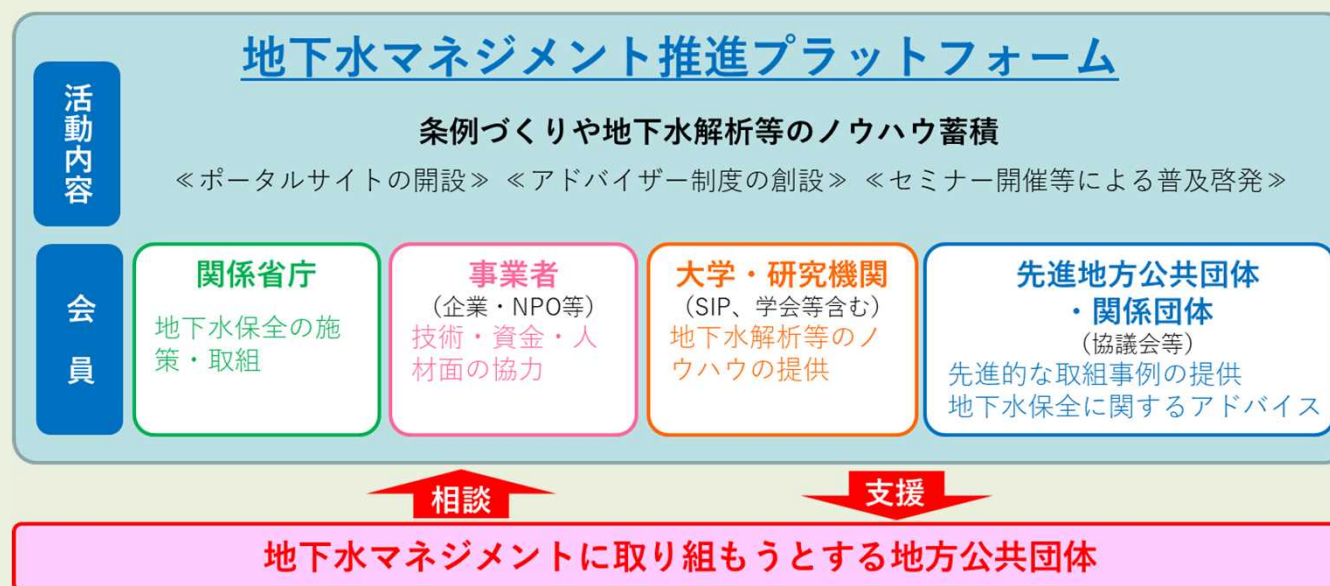 地下水マネジメント推進プラットフォーム
活動内容
条例づくりや地下水解析等のノウハウ蓄積
≪ポータルサイトの開設≫ ≪アドバイザー制度の創設≫ ≪セミナー開催等による普及啓発≫
会員
関係省庁
地下水保全の施
策・取組
事業者
（企業・NPO等）
技術・資金・人
材面の協力
大学・研究機関
（SIP、学会等含む）
地下水解析等のノ
ウハウの提供
先進地方公共団体
・関係団体
（協議会等）
先進的な取組事例の提供
地下水保全に関するアドバイス
相談
支援
地下水マネジメントに取り組もうとする地方公共団体